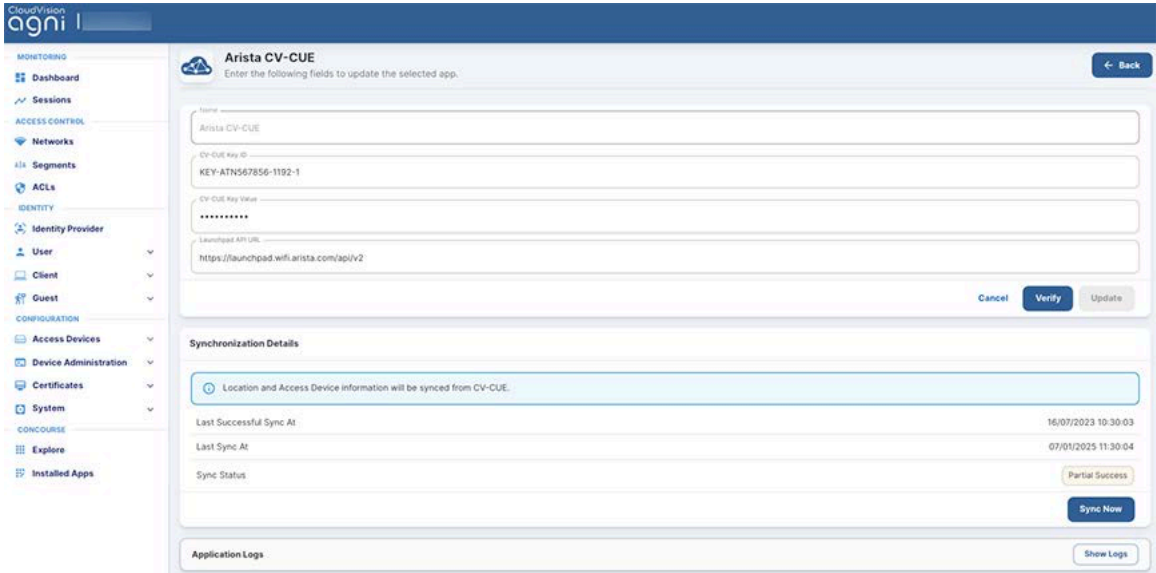 CloudVision
agni
MONITORING
Dashboard
Sessions
ACCESS CONTROL
Networks
Segments
ACLs
IDENTITY
Identity Provider
User
Client
Guest
CONFIGURATION
Access Devices
Device Administration
Certificates
System
CONCOURSE
Explore
Installed Apps
Arista CV-CUE
Enter the following fields to update the selected app.
← Back
Name
Arista CV-CUE
CV-CUE Key ID
KEY-ATN567856-1192-1
CV-CUE Key Value
••••••••••
Launchpad API URL
https://launchpad.wifi.arista.com/api/v2
Cancel
Verify
Update
Synchronization Details
Location and Access Device information will be synced from CV-CUE.
Last Successful Sync At 16/07/2023 10:30:03
Last Sync At 07/01/2025 11:30:04
Sync Status Partial Success
Sync Now
Application Logs Show Logs